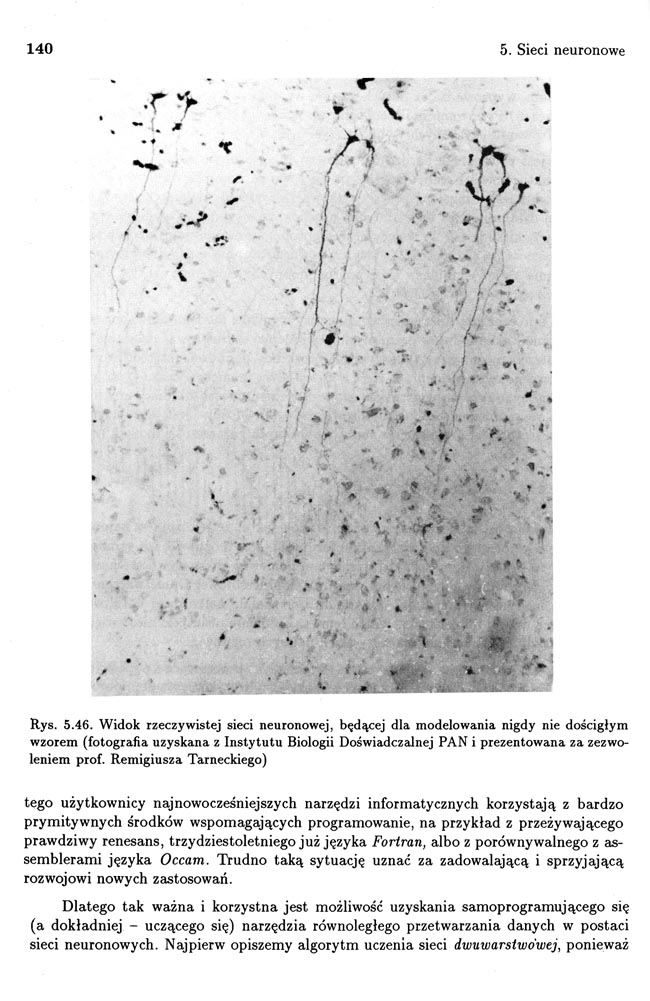 140
5. Sieci neuronowe
Rys. 5.46. Widok rzeczywistej sieci neuronowej, będącej dla modelowania nigdy nie dościgłym
wzorem (fotografia uzyskana z Instytutu Biologii Doświadczalnej PAN i prezentowana za zezwo-
leniem prof. Remigiusza Tarneckiego)
tego użytkownicy najnowocześniejszych narzędzi informatycznych korzystają z bardzo
prymitywnych środków wspomagających programowanie, na przykład z przeżywającego
prawdziwy renesans, trzydziestoletniego już języka Fortran, albo z porównywalnego z as-
semblerami języka Occam. Trudno taką sytuację uznać za zadowalającą i sprzyjającą
rozwojowi nowych zastosowań.
Dlatego tak ważna i korzystna jest możliwość uzyskania samoprogramującego się
(a dokładniej – uczącego się) narzędzia równoległego przetwarzania danych w postaci
sieci neuronowych. Najpierw opiszemy algorytm uczenia sieci dwuwarstwowej, ponieważ